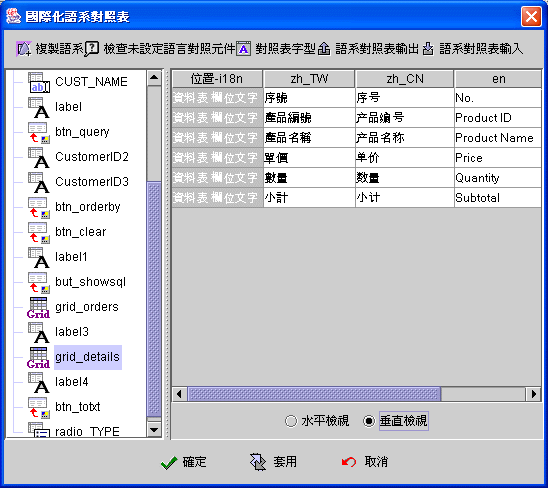 國際化語系對照表
複製語系 檢查未設定語言對照元件 對照表字型 語系對照表輸出 語系對照表輸入
CUST_NAME
label
btn_query
CustomerID2
CustomerID3
btn_orderby
btn_clear
label1
but_showsql
grid_orders
label3
grid_details
label4
btn_totxt
radio_TYPE
位置-i18n zh_TW zh_CN en
資料表 欄位文字 序號 序号 No.
資料表 欄位文字 產品編號 产品编号 Product ID
資料表 欄位文字 產品名稱 产品名称 Product Name
資料表 欄位文字 單價 单价 Price
資料表 欄位文字 數量 数量 Quantity
資料表 欄位文字 小計 小计 Subtotal
水平檢視 垂直檢視
確定 套用 取消